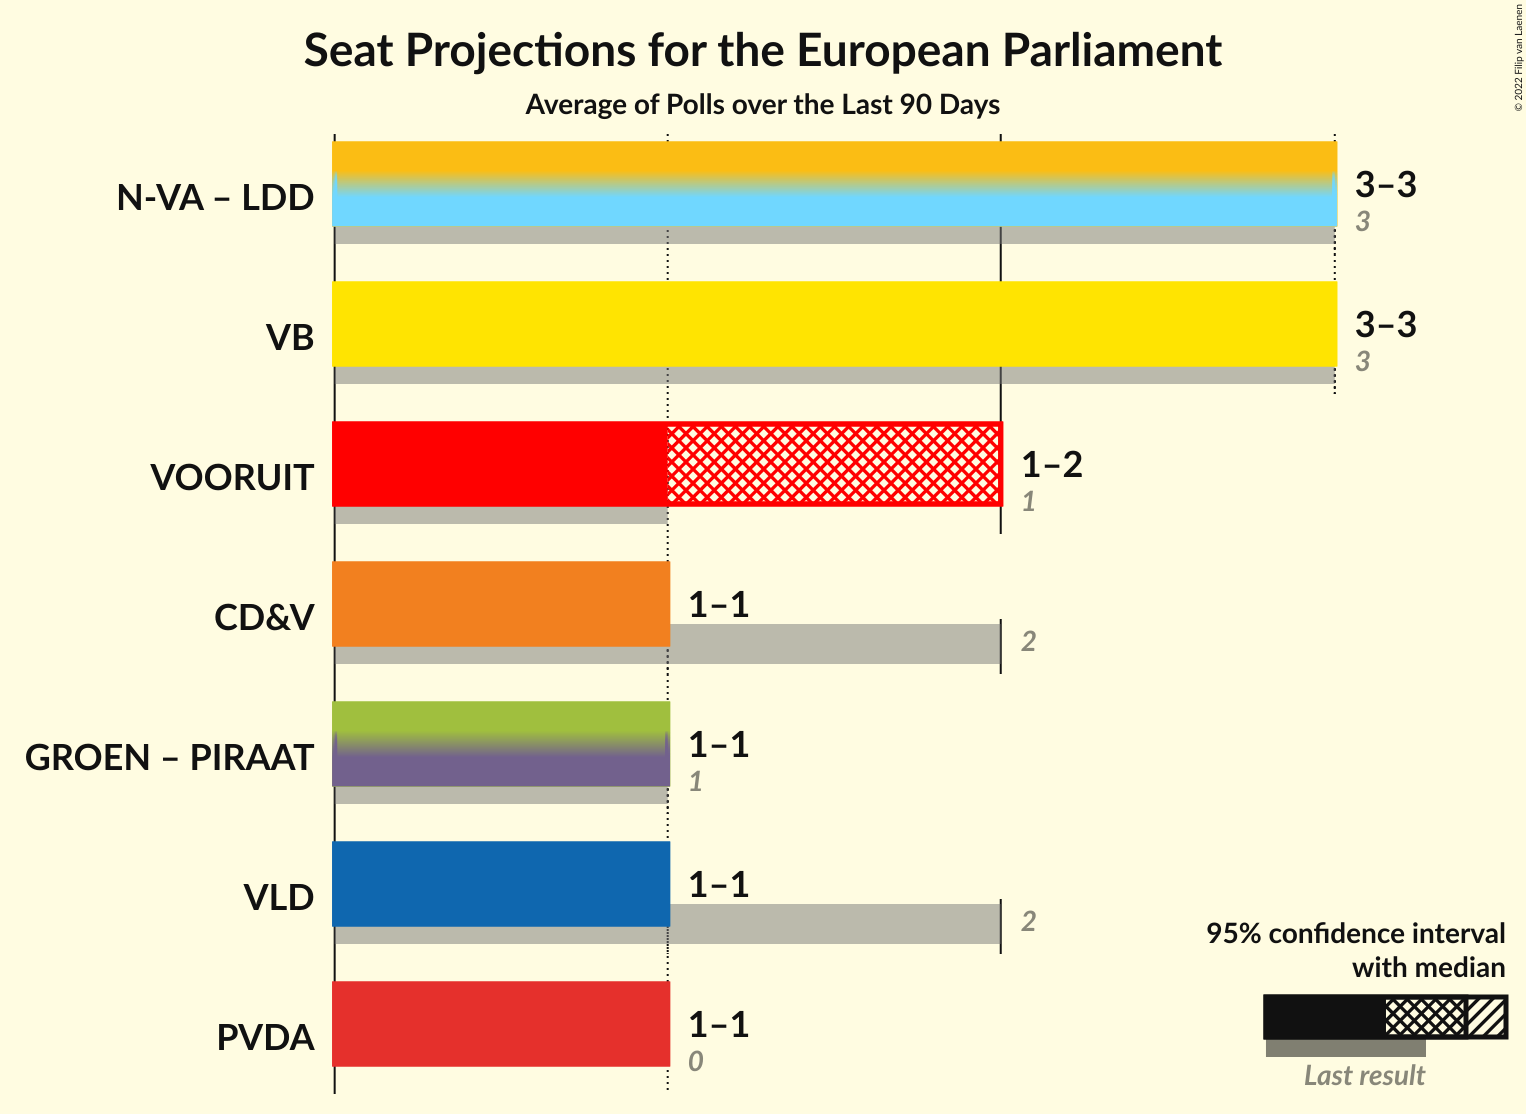 Seat Projections for the European Parliament
Average of Polls over the Last 90 Days
© 2022 Filip van Laenen
N-VA – LDD
3–3
3
VB
3–3
3
VOORUIT
1–2
1
CD&V
1–1
2
GROEN – PIRAAT
1–1
1
VLD
1–1
2
PVDA
1–1
0
95% confidence interval
with median
Last result